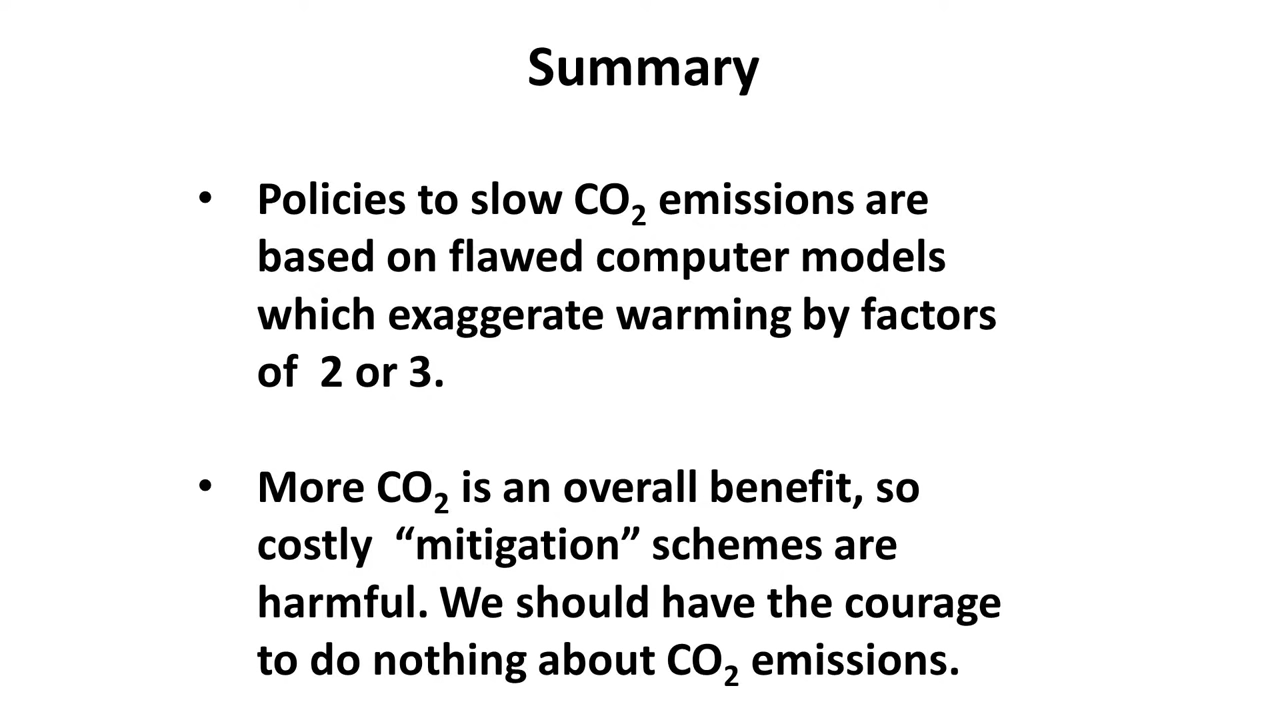 Summary
• Policies to slow CO₂ emissions are
based on flawed computer models
which exaggerate warming by factors
of  2 or 3.
• More CO₂ is an overall benefit, so
costly  “mitigation” schemes are
harmful. We should have the courage
to do nothing about CO₂ emissions.